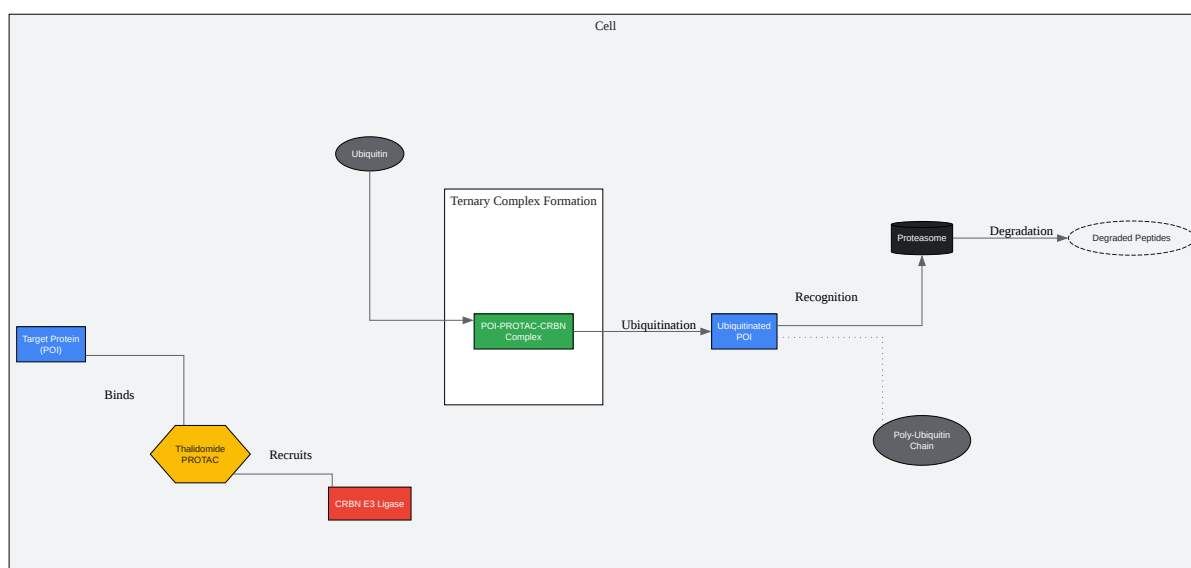 Cell
Ubiquitin
Ternary Complex Formation
Proteasome
Degradation
Degraded Peptides
Recognition
Target Protein
(POI)
POI-PROTAC-CRBN
Complex
Ubiquitination
Ubiquitinated
POI
Binds
Thalidomide
PROTAC
Recruits
Poly-Ubiquitin
Chain
CRBN E3 Ligase